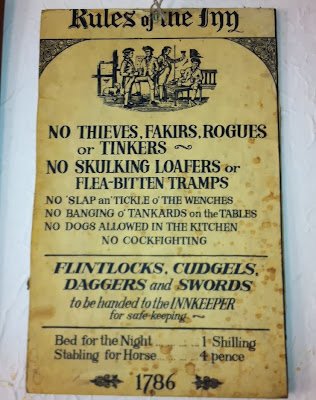 Rules of the Inn
NO THIEVES, FAKIRS, ROGUES
or TINKERS
NO SKULKING LOAFERS or
FLEA-BITTEN TRAMPS
NO 'SLAP an' TICKLE O' THE WENCHES
NO BANGING o' TANKARDS on the TABLES
NO DOGS ALLOWED IN THE KITCHEN
NO COCKFIGHTING
FLINTLOCKS, CUDGELS,
DAGGERS and SWORDS
to be handed to the INNKEEPER
for safe keeping.
Bed for the Night ............ 1 Shilling
Stabling for Horse ............ 4 pence
1786